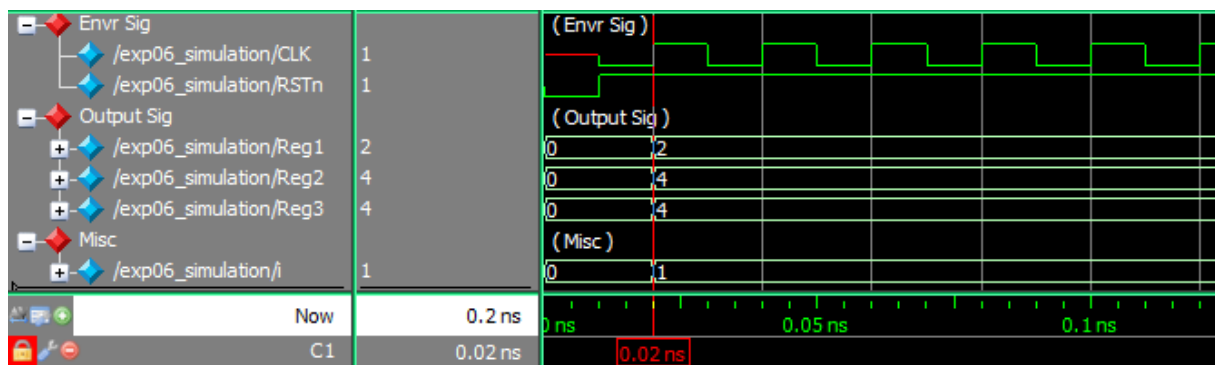 Envr Sig (Envr Sig)
/exp06_simulation/CLK 1
/exp06_simulation/RSTn 1
Output Sig (Output Sig)
/exp06_simulation/Reg1 2 0 2
/exp06_simulation/Reg2 4 0 4
/exp06_simulation/Reg3 4 0 4
Misc (Misc)
/exp06_simulation/i 1 0 1
Now 0.2 ns ns 0.05 ns 0.1 ns
C1 0.02 ns 0.02 ns